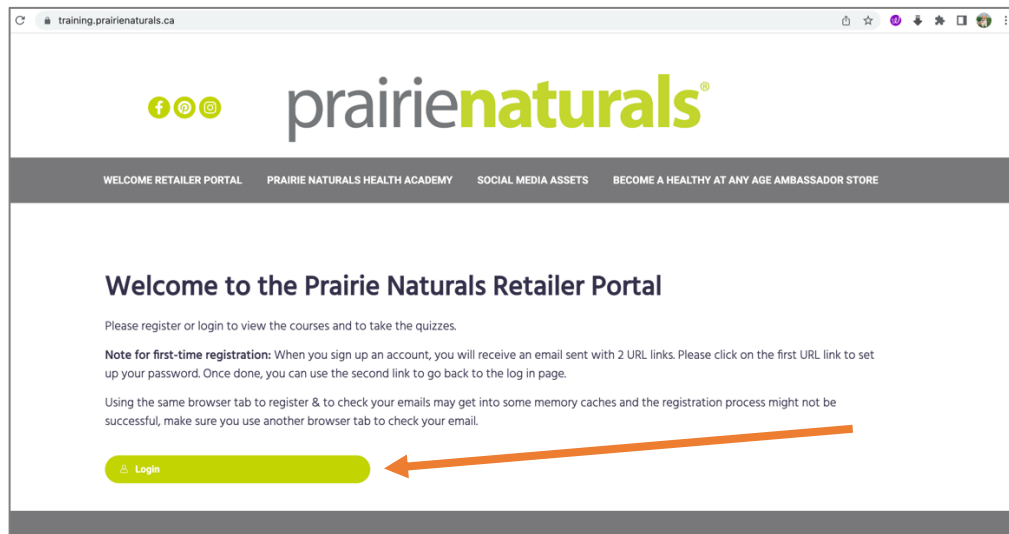 training.prairienaturals.ca
prairienaturals®
WELCOME RETAILER PORTAL PRAIRIE NATURALS HEALTH ACADEMY SOCIAL MEDIA ASSETS BECOME A HEALTHY AT ANY AGE AMBASSADOR STORE
Welcome to the Prairie Naturals Retailer Portal
Please register or login to view the courses and to take the quizzes.
Note for first-time registration: When you sign up an account, you will receive an email sent with 2 URL links. Please click on the first URL link to set
up your password. Once done, you can use the second link to go back to the log in page.
Using the same browser tab to register & to check your emails may get into some memory caches and the registration process might not be
successful, make sure you use another browser tab to check your email.
Login